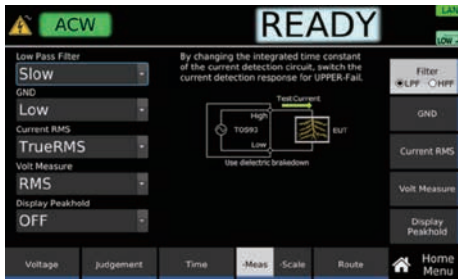 ACW
READY
LAN
LOW
Low Pass Filter
Slow
GND
Low
Current RMS
TrueRMS
Volt Measure
RMS
Display Peakhold
OFF
By changing the integrated time constant
of the current detection circuit, switch the
current detection response for UPPER-Fail.
TestCurrent
High
TOS93
EUT
Low
Use dielectric brakedown
Filter
LPF HPF
GND
Current RMS
Volt Measure
Display
Peakhold
Voltage
Judgement
Time
-Meas
-Scale
Route
Home
Menu